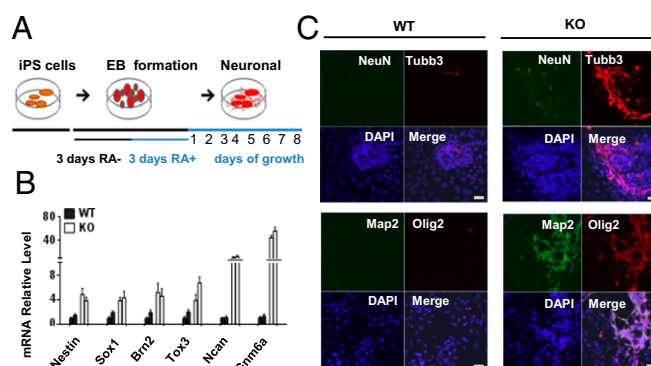 A
iPS cells
EB formation
Neuronal
1 2 3 4 5 6 7 8
3 days RA-
3 days RA+
days of growth
B
WT
KO
mRNA Relative Level
80
40
8
4
0
Nestin
Sox1
Brn2
Tox3
Ncan
C
WT
KO
NeuN
Tubb3
DAPI
Merge
NeuN
Tubb3
DAPI
Merge
Map2
Olig2
DAPI
Merge
Map2
Olig2
DAPI
Merge